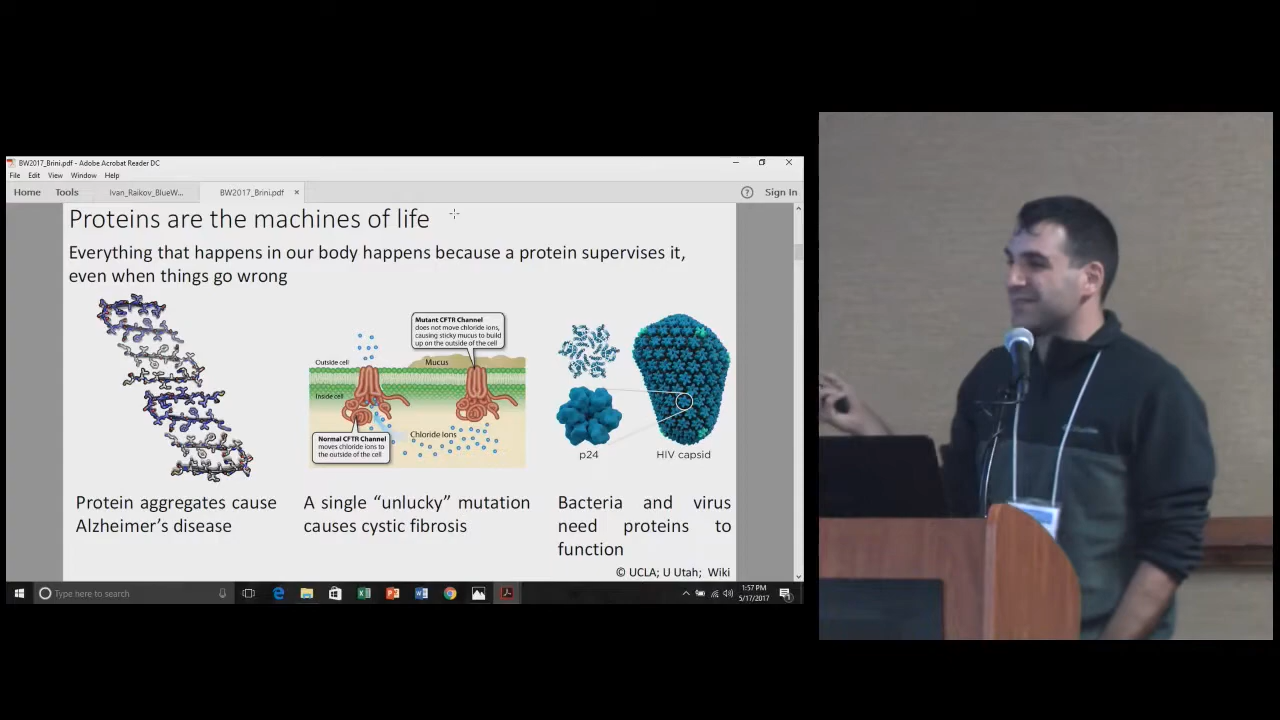 BW2017_Brini.pdf - Adobe Acrobat Reader DC
File Edit View Window Help
Home Tools Ivan_Raikov_BlueW... BW2017_Brini.pdf × ? Sign In
Proteins are the machines of life
Everything that happens in our body happens because a protein supervises it,
even when things go wrong
Mutant CFTR Channel
does not move chloride ions,
causing sticky mucus to build
up on the outside of the cell
Outside cell
Mucus
Inside cell
Normal CFTR Channel
moves chloride ions to
the outside of the cell
Chloride Ions
p24
HIV capsid
Protein aggregates cause
Alzheimer's disease
A single “unlucky” mutation
causes cystic fibrosis
Bacteria and virus
need proteins to
function
© UCLA; U Utah; Wiki
Type here to search
1:57 PM
5/17/2017